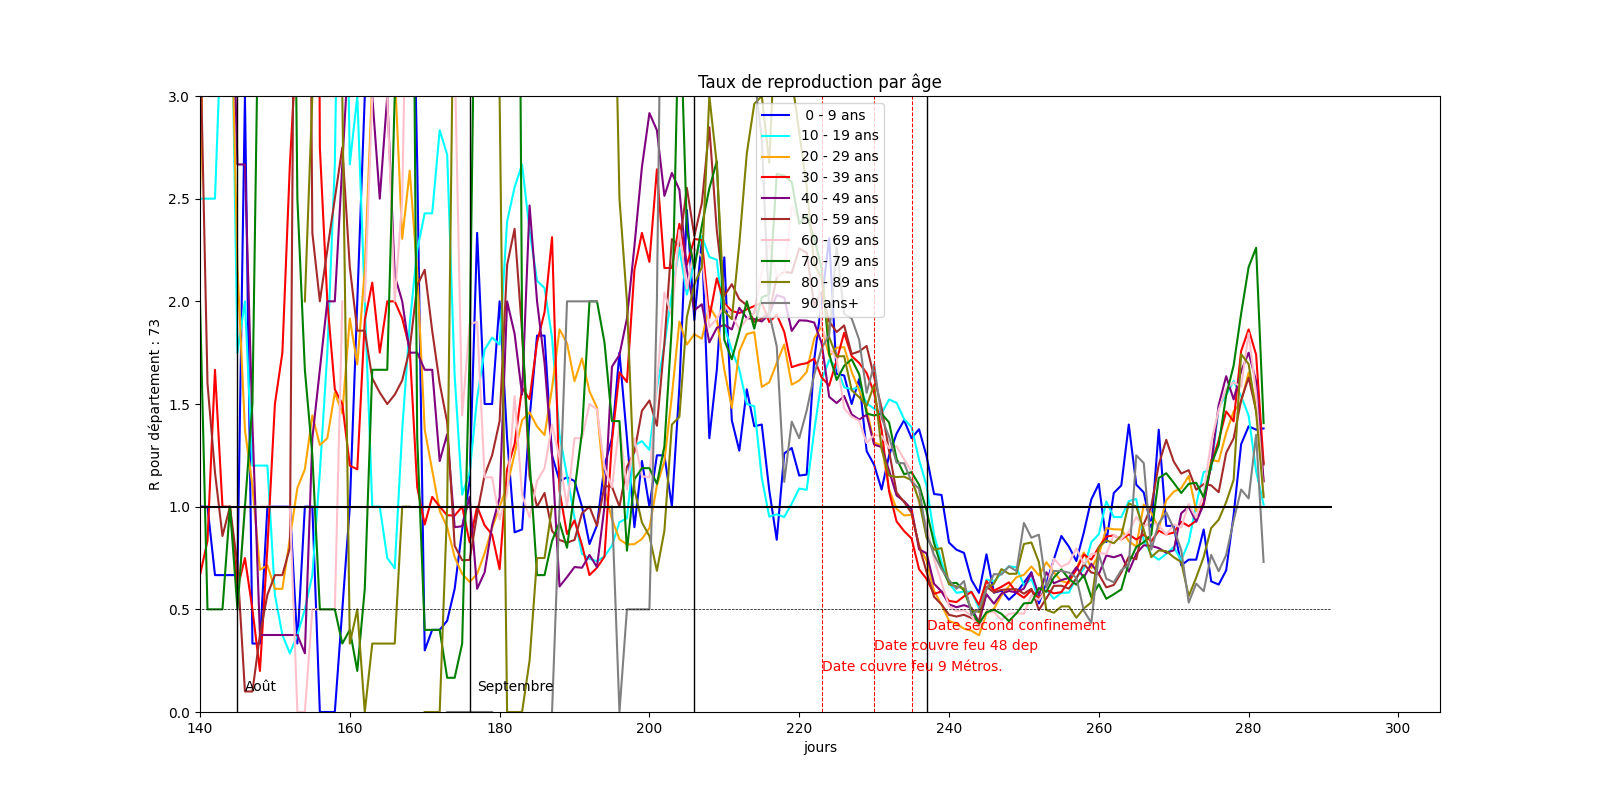 Taux de reproduction par âge
R pour département : 73
3.0
2.5
2.0
1.5
1.0
0.5
0.0
0 - 9 ans
10 - 19 ans
20 - 29 ans
30 - 39 ans
40 - 49 ans
50 - 59 ans
60 - 69 ans
70 - 79 ans
80 - 89 ans
90 ans+
Date second confinement
Date couvre feu 48 dep
Date couvre feu 9 Métros.
Août
Septembre
140 160 180 200 220 240 260 280 300
jours